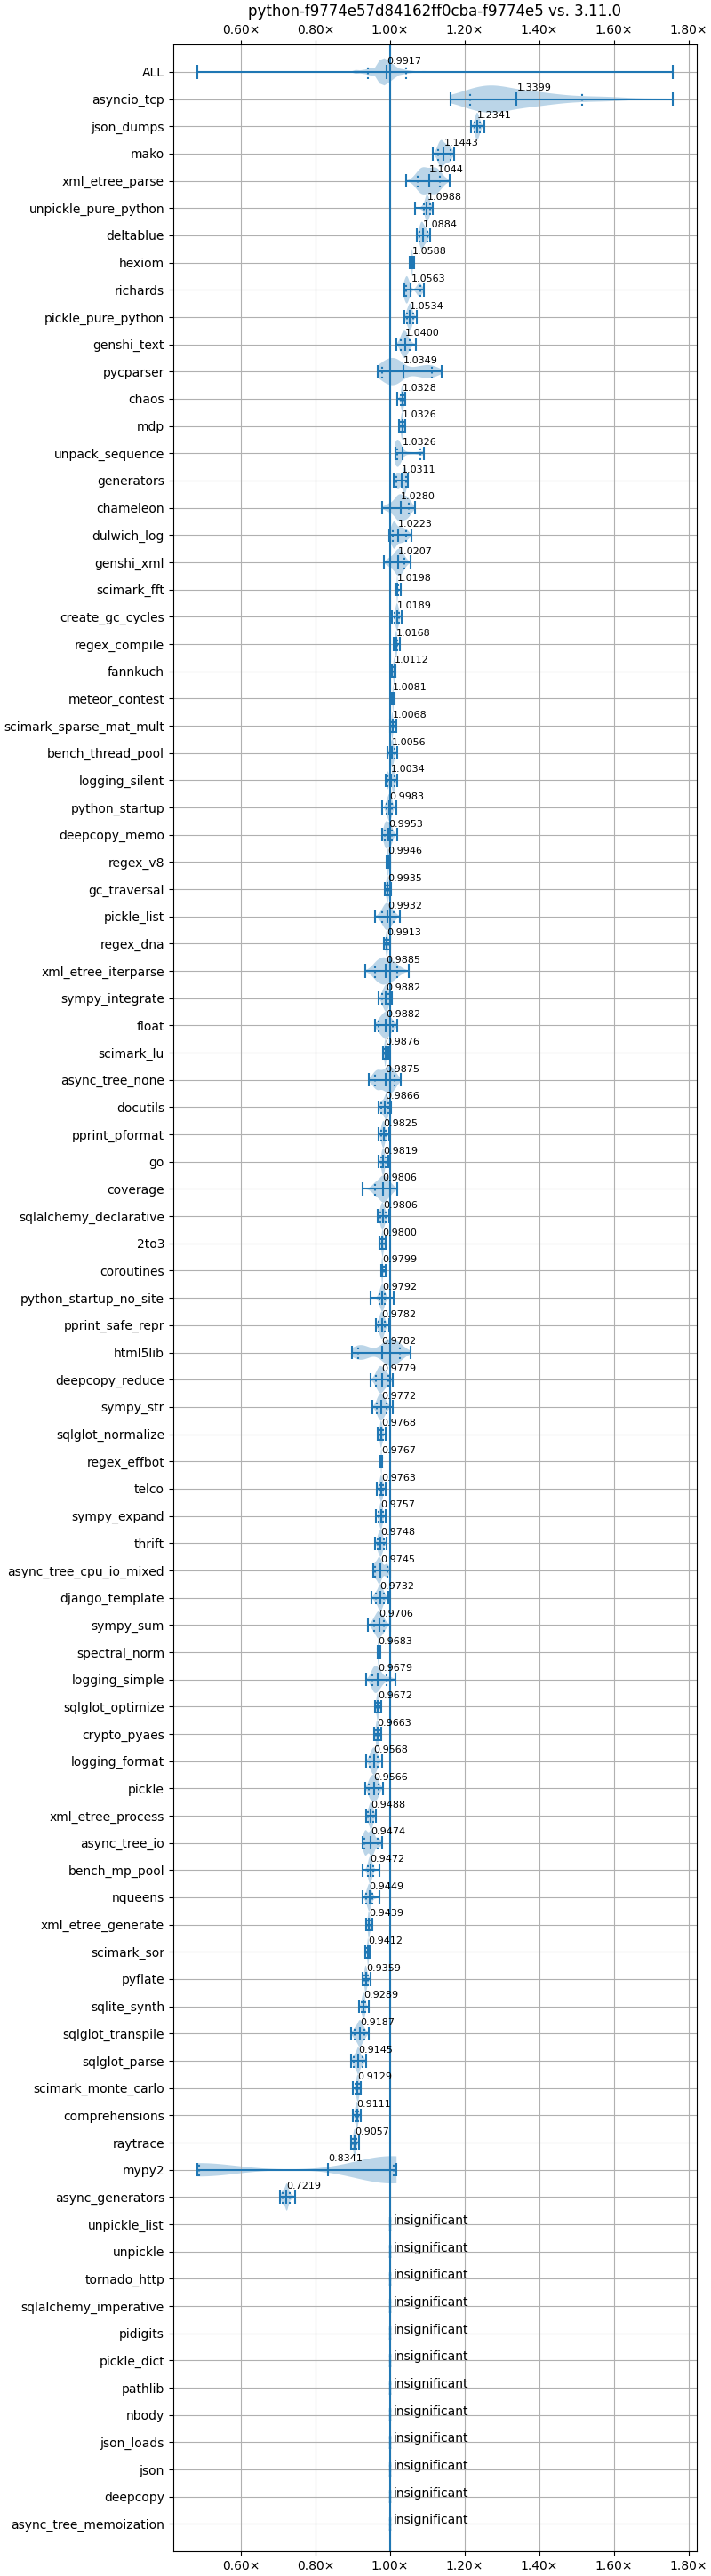 python-f9774e57d84162ff0cba-f9774e5 vs. 3.11.0
0.60× 0.80× 1.00× 1.20× 1.40× 1.60× 1.80×
ALL 0.9917
asyncio_tcp 1.3399
json_dumps 1.2341
mako 1.1443
xml_etree_parse 1.1044
unpickle_pure_python 1.0988
deltablue 1.0884
hexiom 1.0588
richards 1.0563
pickle_pure_python 1.0534
genshi_text 1.0400
pycparser 1.0349
chaos 1.0328
mdp 1.0326
unpack_sequence 1.0326
generators 1.0311
chameleon 1.0280
dulwich_log 1.0223
genshi_xml 1.0207
scimark_fft 1.0198
create_gc_cycles 1.0189
regex_compile 1.0168
fannkuch 1.0112
meteor_contest 1.0081
scimark_sparse_mat_mult 1.0068
bench_thread_pool 1.0056
logging_silent 1.0034
python_startup 0.9983
deepcopy_memo 0.9953
regex_v8 0.9946
gc_traversal 0.9935
pickle_list 0.9932
regex_dna 0.9913
xml_etree_iterparse 0.9885
sympy_integrate 0.9882
float 0.9882
scimark_lu 0.9876
async_tree_none 0.9875
docutils 0.9866
pprint_pformat 0.9825
go 0.9819
coverage 0.9806
sqlalchemy_declarative 0.9806
2to3 0.9800
coroutines 0.9799
python_startup_no_site 0.9792
pprint_safe_repr 0.9782
html5lib 0.9782
deepcopy_reduce 0.9779
sympy_str 0.9772
sqlglot_normalize 0.9768
regex_effbot 0.9767
telco 0.9763
sympy_expand 0.9757
thrift 0.9748
async_tree_cpu_io_mixed 0.9745
django_template 0.9732
sympy_sum 0.9706
spectral_norm 0.9683
logging_simple 0.9679
sqlglot_optimize 0.9672
crypto_pyaes 0.9663
logging_format 0.9568
pickle 0.9566
xml_etree_process 0.9488
async_tree_io 0.9474
bench_mp_pool 0.9472
nqueens 0.9449
xml_etree_generate 0.9439
scimark_sor 0.9412
pyflate 0.9359
sqlite_synth 0.9289
sqlglot_transpile 0.9187
sqlglot_parse 0.9145
scimark_monte_carlo 0.9129
comprehensions 0.9111
raytrace 0.9057
mypy2 0.8341
async_generators 0.7219
unpickle_list insignificant
unpickle insignificant
tornado_http insignificant
sqlalchemy_imperative insignificant
pidigits insignificant
pickle_dict insignificant
pathlib insignificant
nbody insignificant
json_loads insignificant
json insignificant
deepcopy insignificant
async_tree_memoization insignificant
0.60× 0.80× 1.00× 1.20× 1.40× 1.60× 1.80×